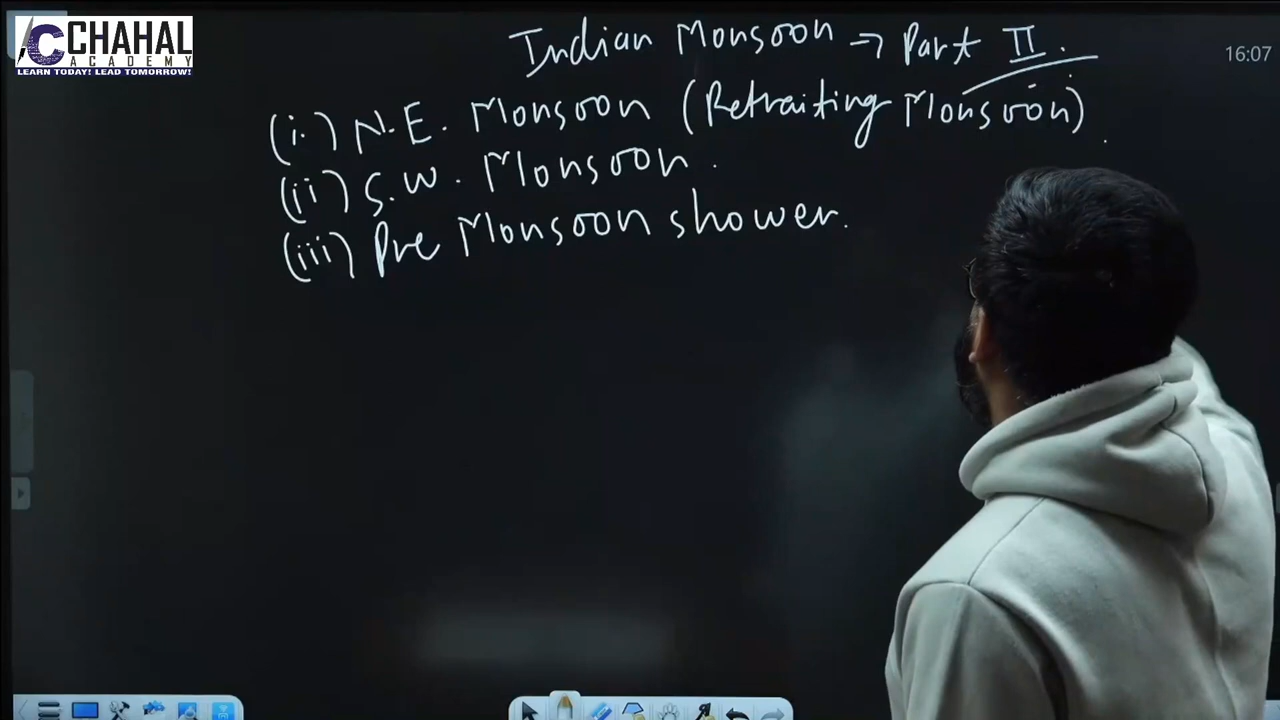 CHAHAL
ACADEMY
LEARN TODAY! LEAD TOMORROW!
Indian Monsoon → Part II.
16:07
(i.) N.E. Monsoon (Retraiting Monsoon)
(ii) S.W. Monsoon.
(iii) Pre Monsoon shower.